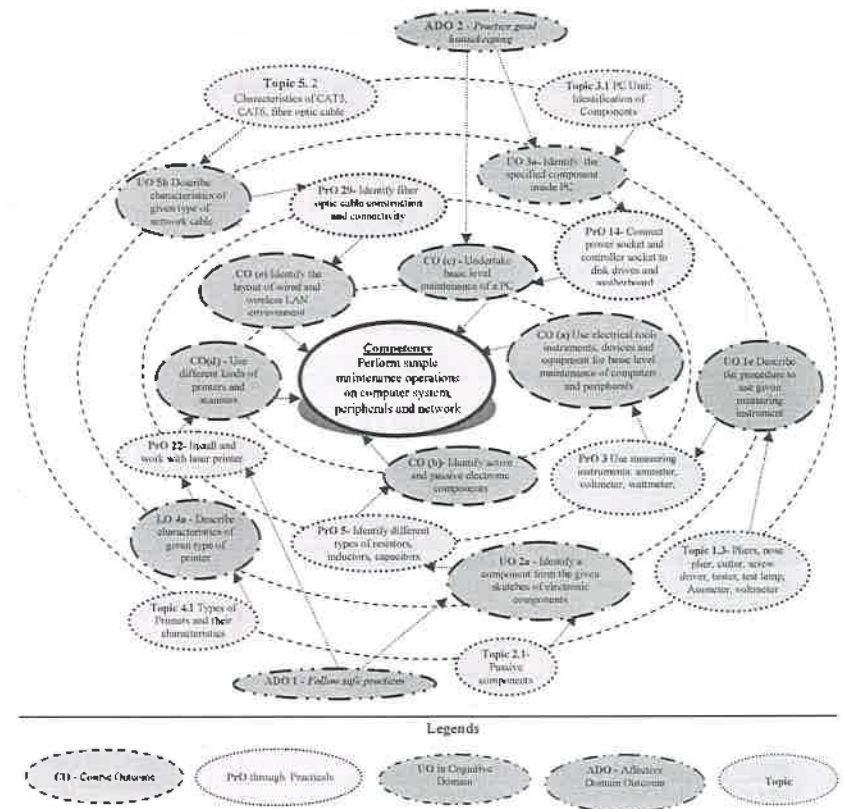 ADO 2 - Practice good
housekeeping
Topic 5. 2
Characteristics of CAT5,
CAT6, fibre optic cable
Topic 3.1 PC Unit:
Identification of
Components
UO 5b Describe
characteristics of
given type of
network cable
PrO 29- Identify fiber
optic cable construction
and connectivity
UO 3a- Identify the
specified component
inside PC
PrO 14- Connect
power socket and
controller socket to
disk drives and
motherboard
CO (e) Identify the
layout of wired and
wireless LAN
environment
CO (c) - Undertake
basic level
maintenance of a PC
CO(d) - Use
different kinds of
printers and
scanners
Competency
Perform simple
maintenance operations
on computer system,
peripherals and network
CO (a) Use electrical tools
instruments, devices and
equipment for basic level
maintenance of computers
and peripherals
UO 1e Describe
the procedure to
use given
measuring
instrument
PrO 22- Install and
work with laser printer
CO (b)- Identify active
and passive electronic
components
PrO 3 Use measuring
instruments: ammeter,
voltmeter, wattmeter,
UO 4a - Describe
characteristics of
given type of
printer
PrO 5- Identify different
types of resistors,
inductors, capacitors
UO 2a - Identify a
component from the given
sketches of electronic
components
Topic 1.3- Pliers, nose
plier, cutter, screw
driver, tester, test lamp,
Ammeter, voltmeter
Topic 4.1 Types of
Printers and their
characteristics
Topic 2.1-
Passive
components
ADO 1 - Follow safe practices
Legends
CO - Course Outcome
PrO through Practicals
UO in Cognitive
Domain
ADO - Affective
Domain Outcome
Topic